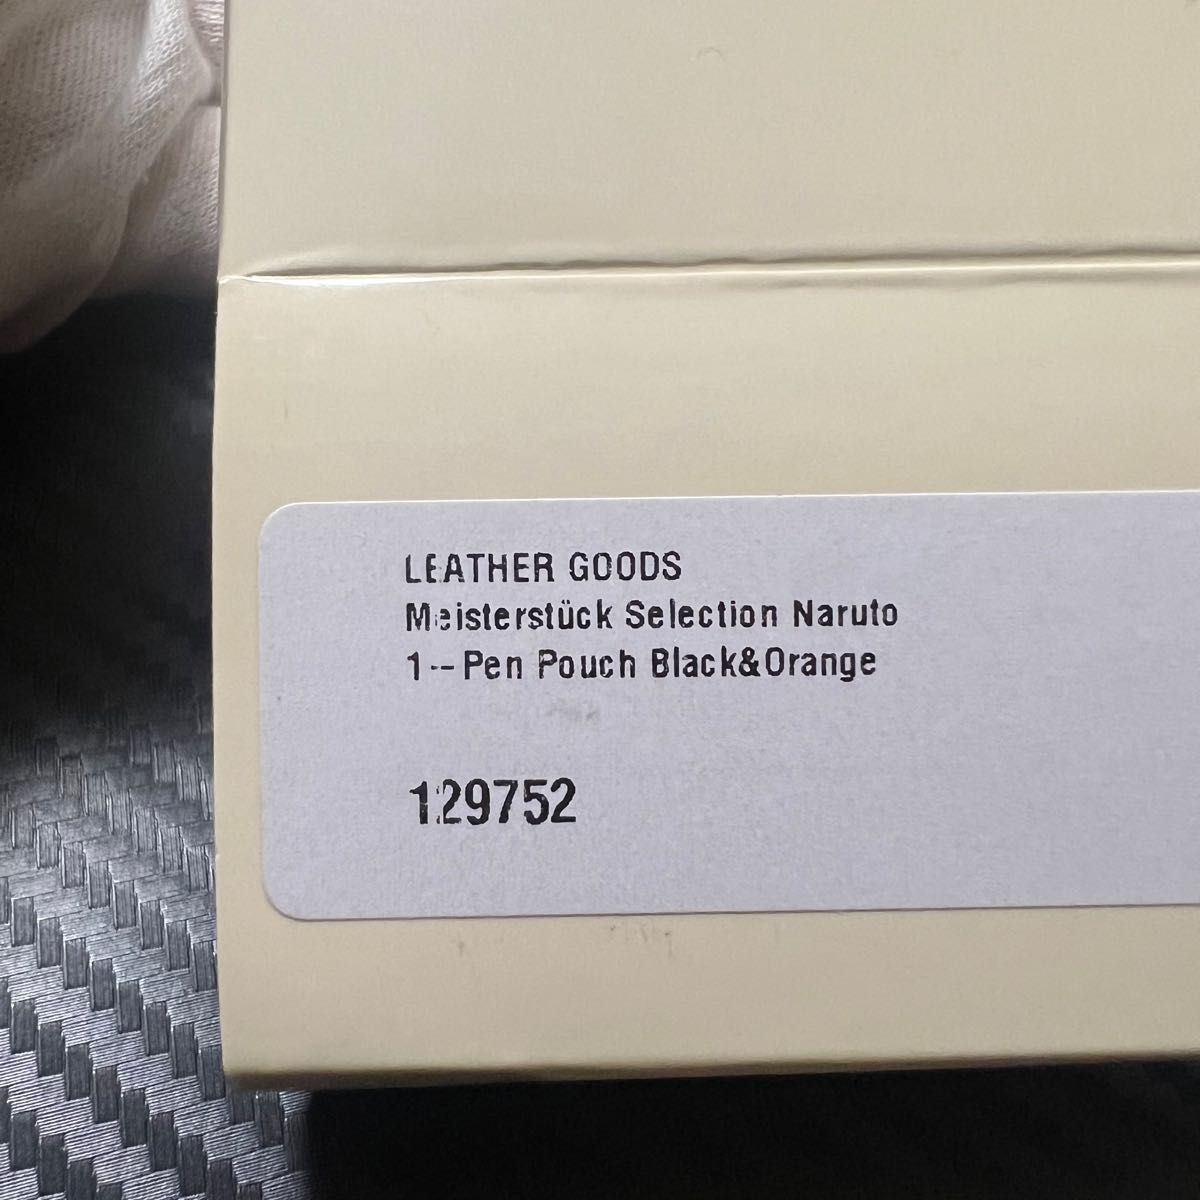 LEATHER GOODS
Meisterstück Selection Naruto
1--Pen Pouch Black&Orange
129752